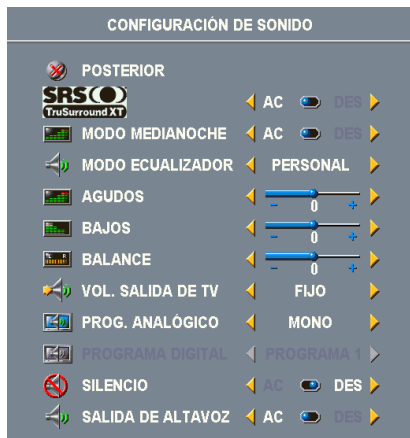 CONFIGURACIÓN DE SONIDO
POSTERIOR
SRS
TruSurround XT
AC DES
MODO MEDIANOCHE AC DES
MODO ECUALIZADOR PERSONAL
AGUDOS - 0 +
BAJOS - 0 +
BALANCE - 0 +
VOL. SALIDA DE TV FIJO
PROG. ANALÓGICO MONO
PROGRAMA DIGITAL PROGRAMA 1
SILENCIO AC DES
SALIDA DE ALTAVOZ AC DES